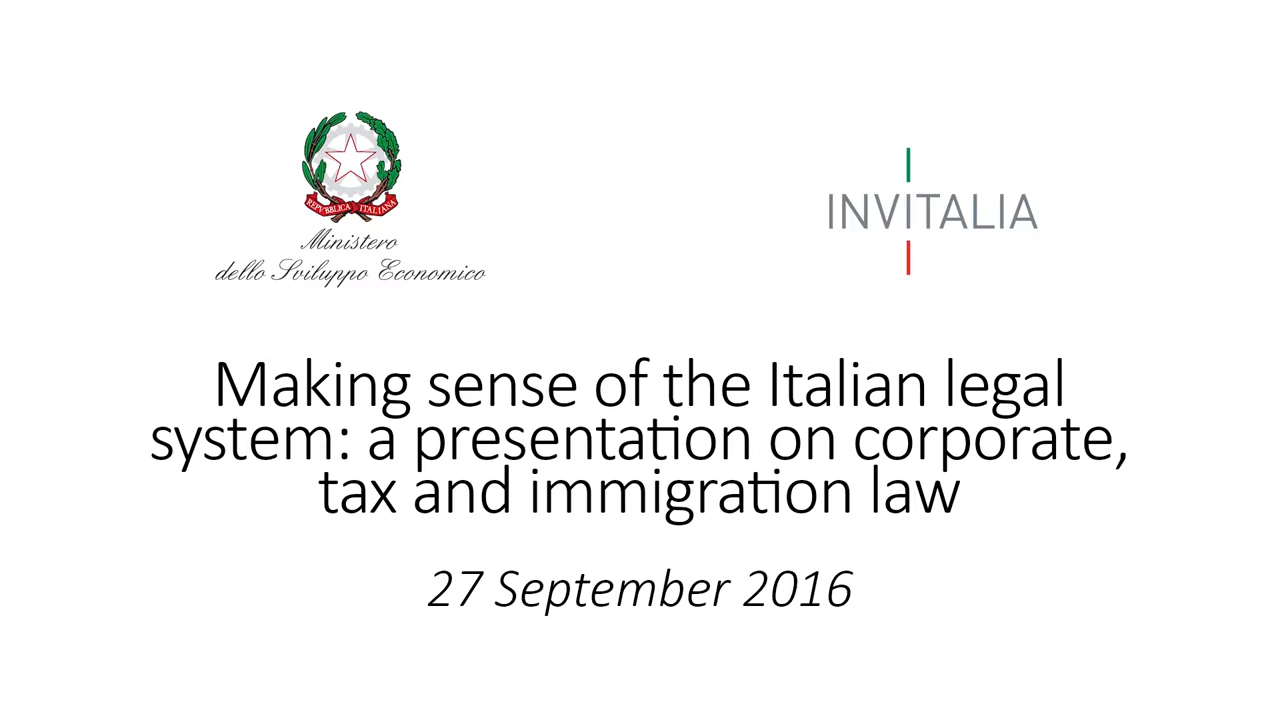 REPVBBLICA ITALIANA
Ministero
dello Sviluppo Economico
INVITALIA
Making sense of the Italian legal
system: a presentation on corporate,
tax and immigration law
27 September 2016